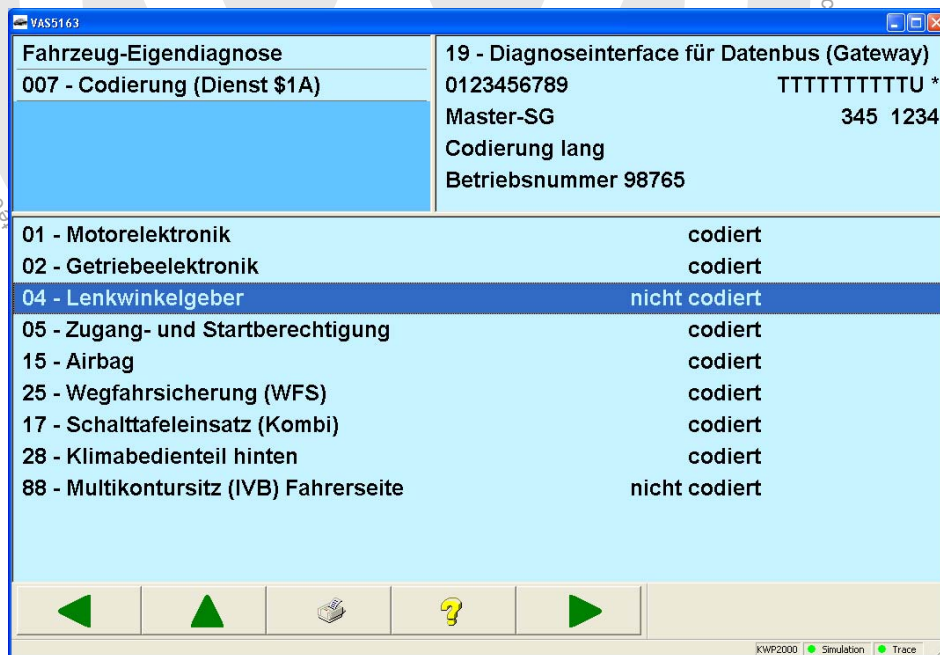 VAS5163
Fahrzeug-Eigendiagnose
007 - Codierung (Dienst $1A)
19 - Diagnoseinterface für Datenbus (Gateway)
0123456789 TTTTTTTTTTU *
Master-SG 345 1234
Codierung lang
Betriebsnummer 98765
01 - Motorelektronik codiert
02 - Getriebeelektronik codiert
04 - Lenkwinkelgeber nicht codiert
05 - Zugang- und Startberechtigung codiert
15 - Airbag codiert
25 - Wegfahrsicherung (WFS) codiert
17 - Schalttafeleinsatz (Kombi) codiert
28 - Klimabedienteil hinten codiert
88 - Multikontursitz (IVB) Fahrerseite nicht codiert
KWP2000 Simulation Trace